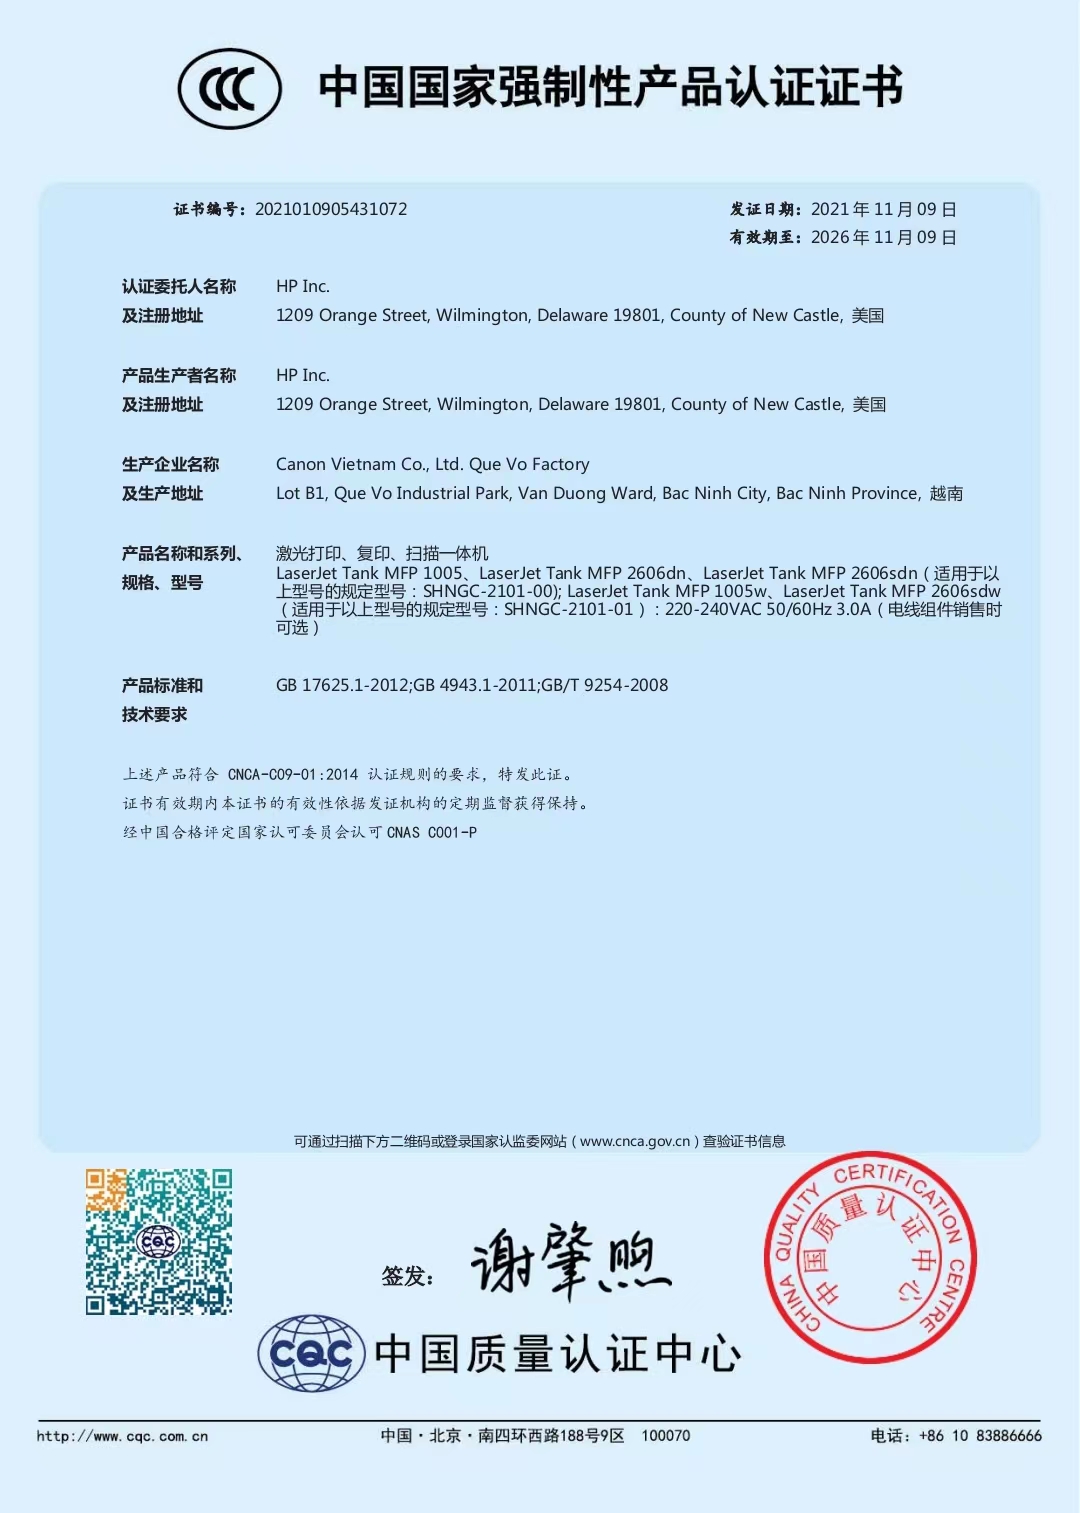 CCC
中国国家强制性产品认证证书
证书编号：2021010905431072
发证日期：2021 年 11 月 09 日
有效期至：2026 年 11 月 09 日
认证委托人名称 HP Inc.
及注册地址 1209 Orange Street, Wilmington, Delaware 19801, County of New Castle, 美国
产品生产者名称 HP Inc.
及注册地址 1209 Orange Street, Wilmington, Delaware 19801, County of New Castle, 美国
生产企业名称 Canon Vietnam Co., Ltd. Que Vo Factory
及生产地址 Lot B1, Que Vo Industrial Park, Van Duong Ward, Bac Ninh City, Bac Ninh Province, 越南
产品名称和系列、 激光打印、复印、扫描一体机
规格、型号
LaserJet Tank MFP 1005、LaserJet Tank MFP 2606dn、LaserJet Tank MFP 2606sdn（适用于以
上型号的规定型号：SHNGC-2101-00); LaserJet Tank MFP 1005w、LaserJet Tank MFP 2606sdw
（适用于以上型号的规定型号：SHNGC-2101-01）: 220-240VAC 50/60Hz 3.0A（电线组件销售时
可选）
产品标准和 GB 17625.1-2012;GB 4943.1-2011;GB/T 9254-2008
技术要求
上述产品符合 CNCA-C09-01:2014 认证规则的要求，特发此证。
证书有效期内本证书的有效性依据发证机构的定期监督获得保持。
经中国合格评定国家认可委员会认可 CNAS C001-P
可通过扫描下方二维码或登录国家认监委网站（www.cnca.gov.cn）查验证书信息
CQC
签发：谢肇煦
CHINA QUALITY CERTIFICATION CENTRE
中国质量认证中心
CQC 中国质量认证中心
http://www.cqc.com.cn
中国·北京·南四环西路188号9区 100070
电话：+86 10 83886666